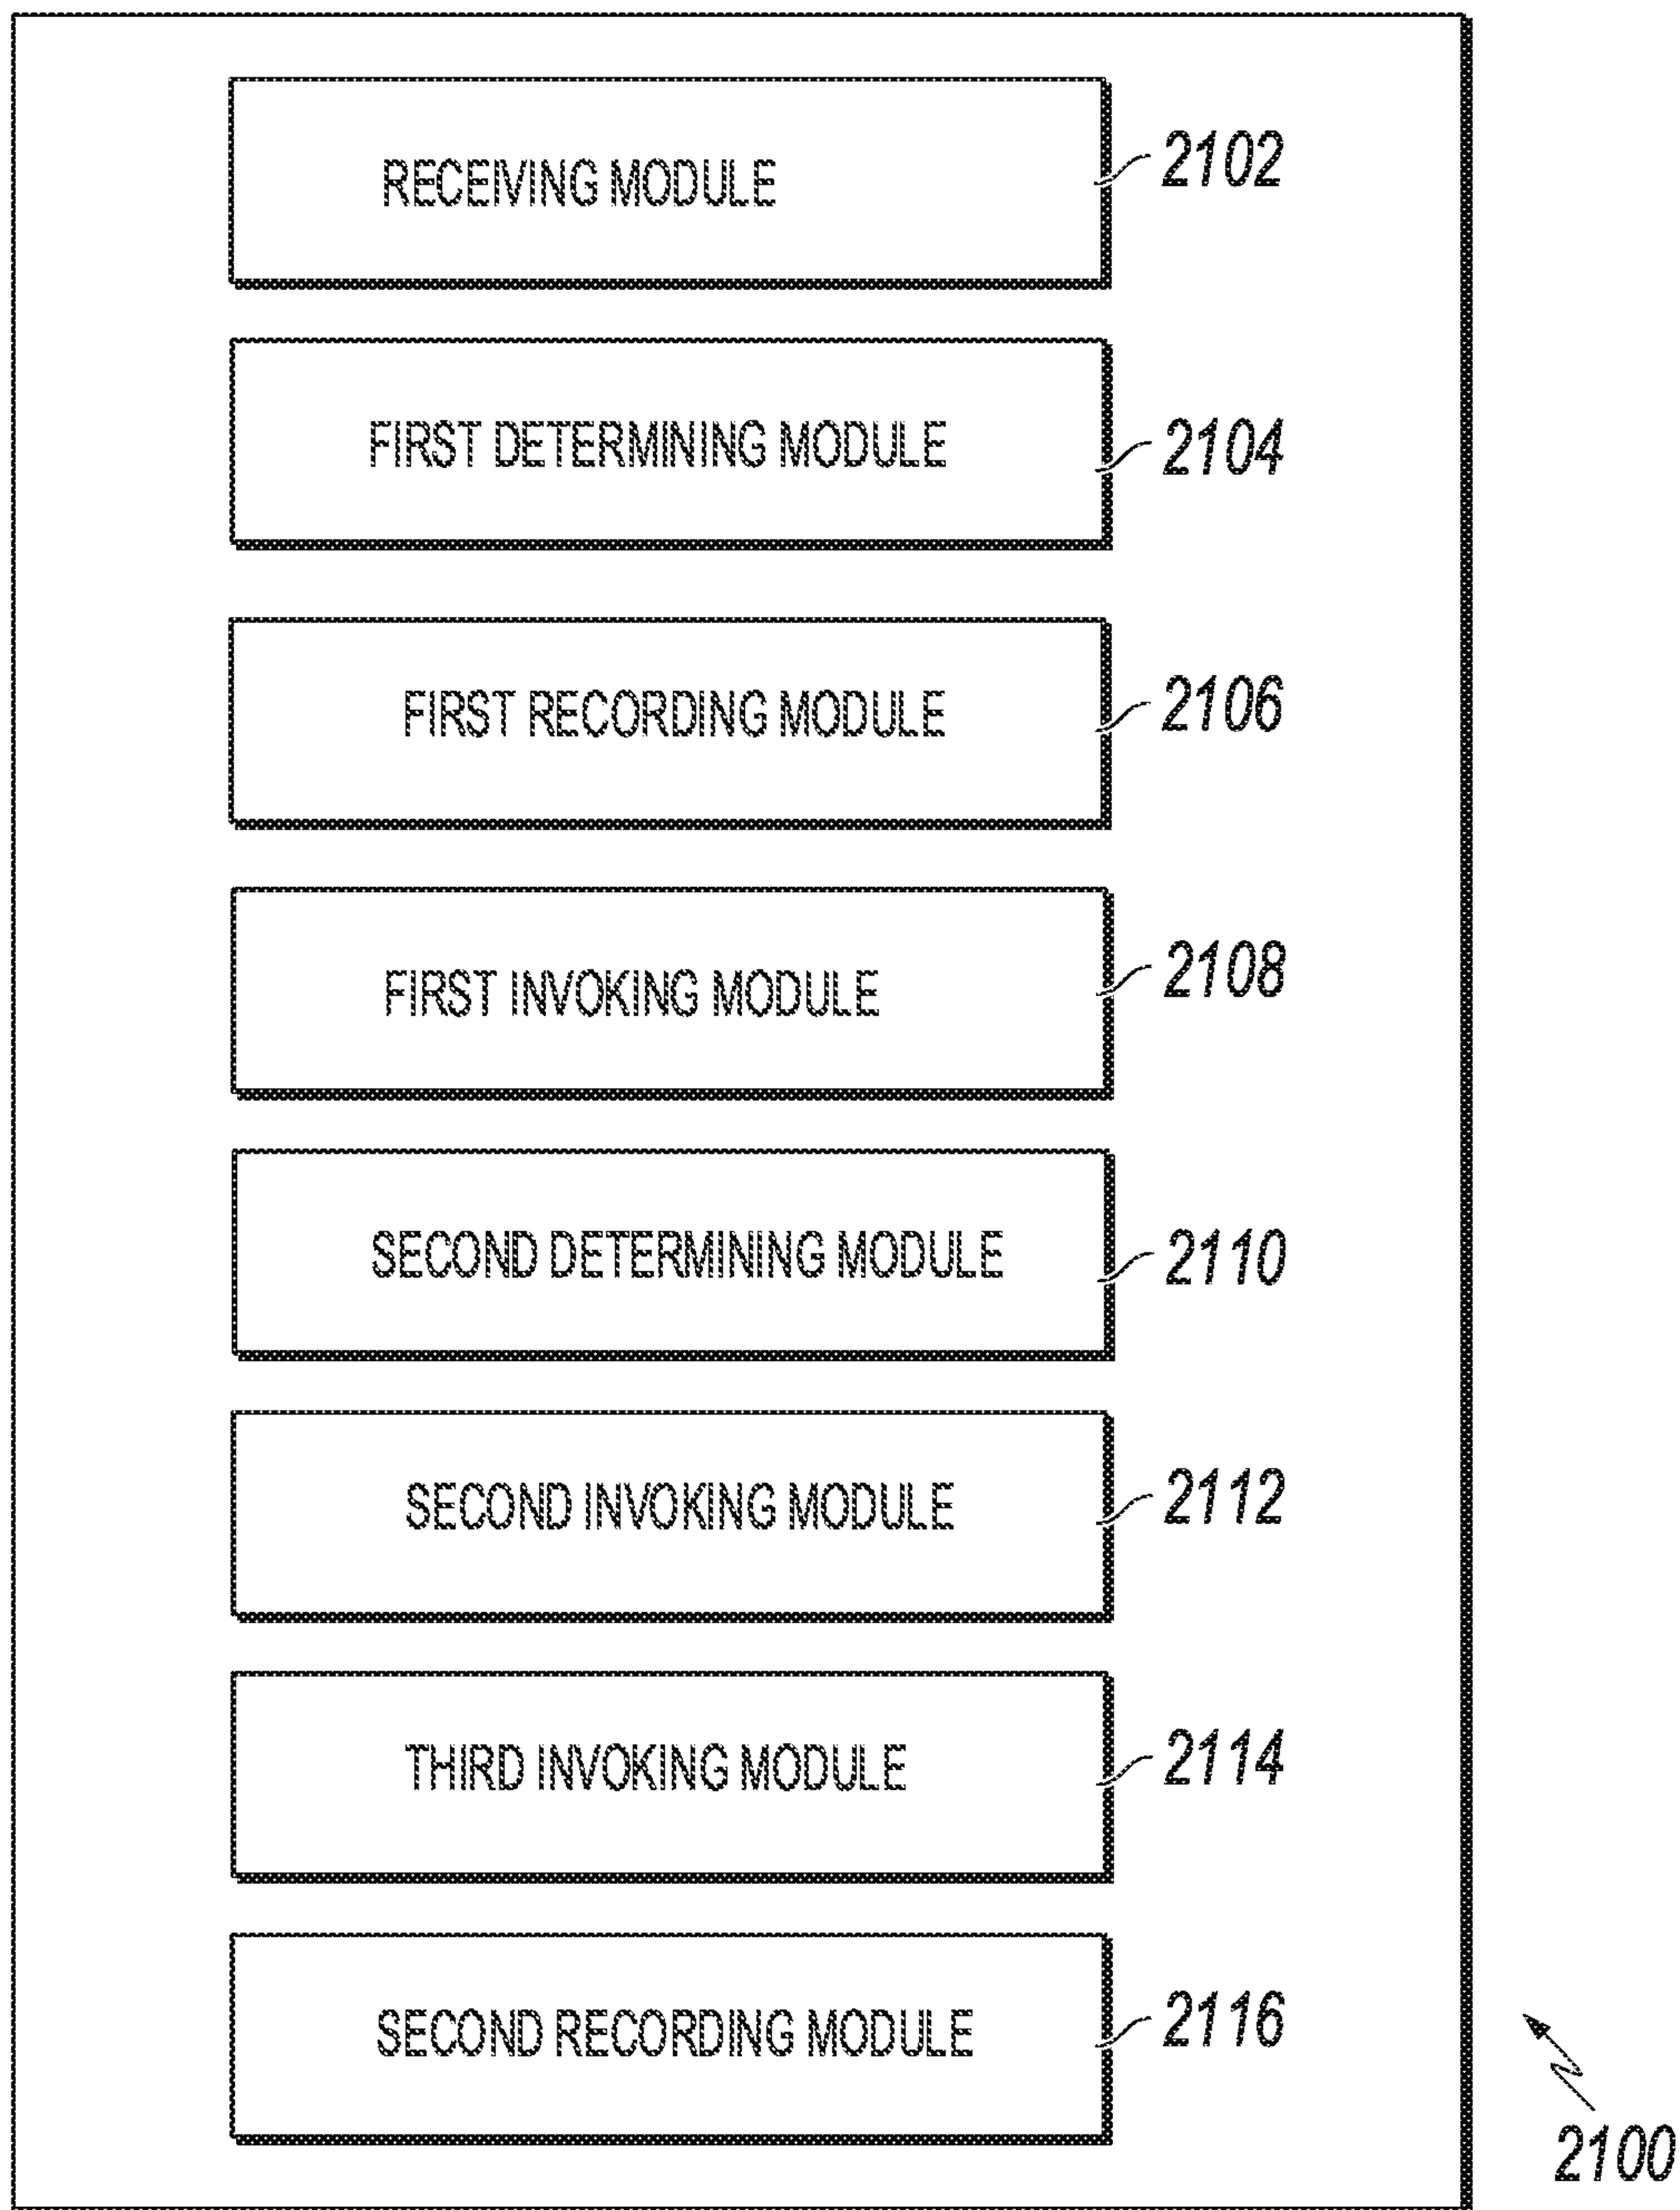 RECEIVING MODULE 2102
FIRST DETERMINING MODULE 2104
FIRST RECORDING MODULE 2106
FIRST INVOKING MODULE 2108
SECOND DETERMINING MODULE 2110
SECOND INVOKING MODULE 2112
THIRD INVOKING MODULE 2114
SECOND RECORDING MODULE 2116
2100